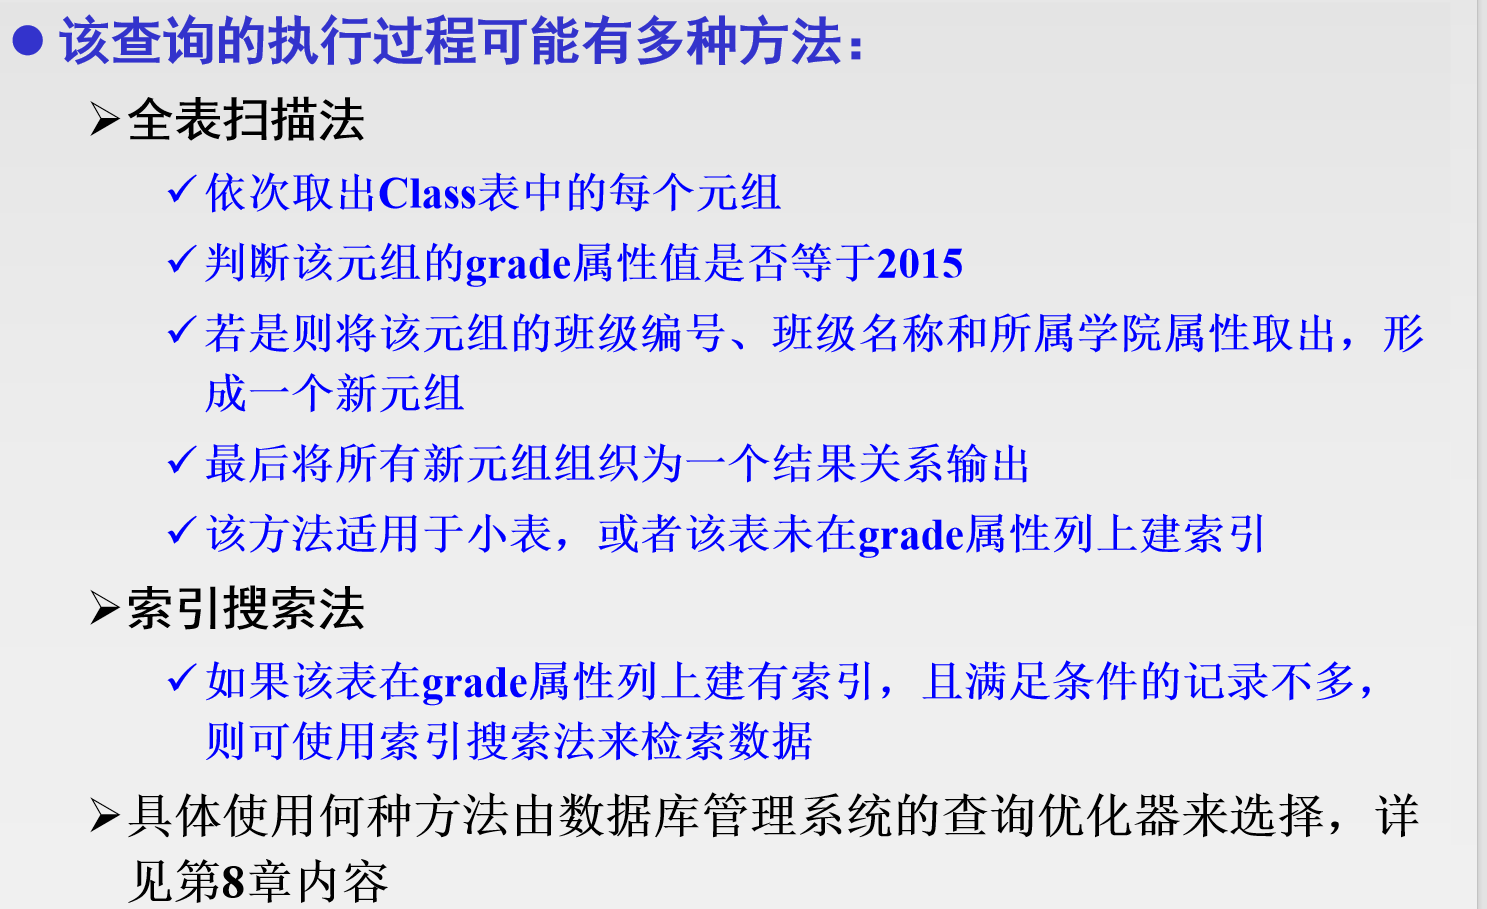 ● 该查询的执行过程可能有多种方法：
➢全表扫描法
✓依次取出Class表中的每个元组
✓判断该元组的grade属性值是否等于2015
✓若是则将该元组的班级编号、班级名称和所属学院属性取出，形
成一个新元组
✓最后将所有新元组组织为一个结果关系输出
✓该方法适用于小表，或者该表未在grade属性列上建索引
➢索引搜索法
✓如果该表在grade属性列上建有索引，且满足条件的记录不多，
则可使用索引搜索法来检索数据
➢具体使用何种方法由数据库管理系统的查询优化器来选择，详
见第8章内容